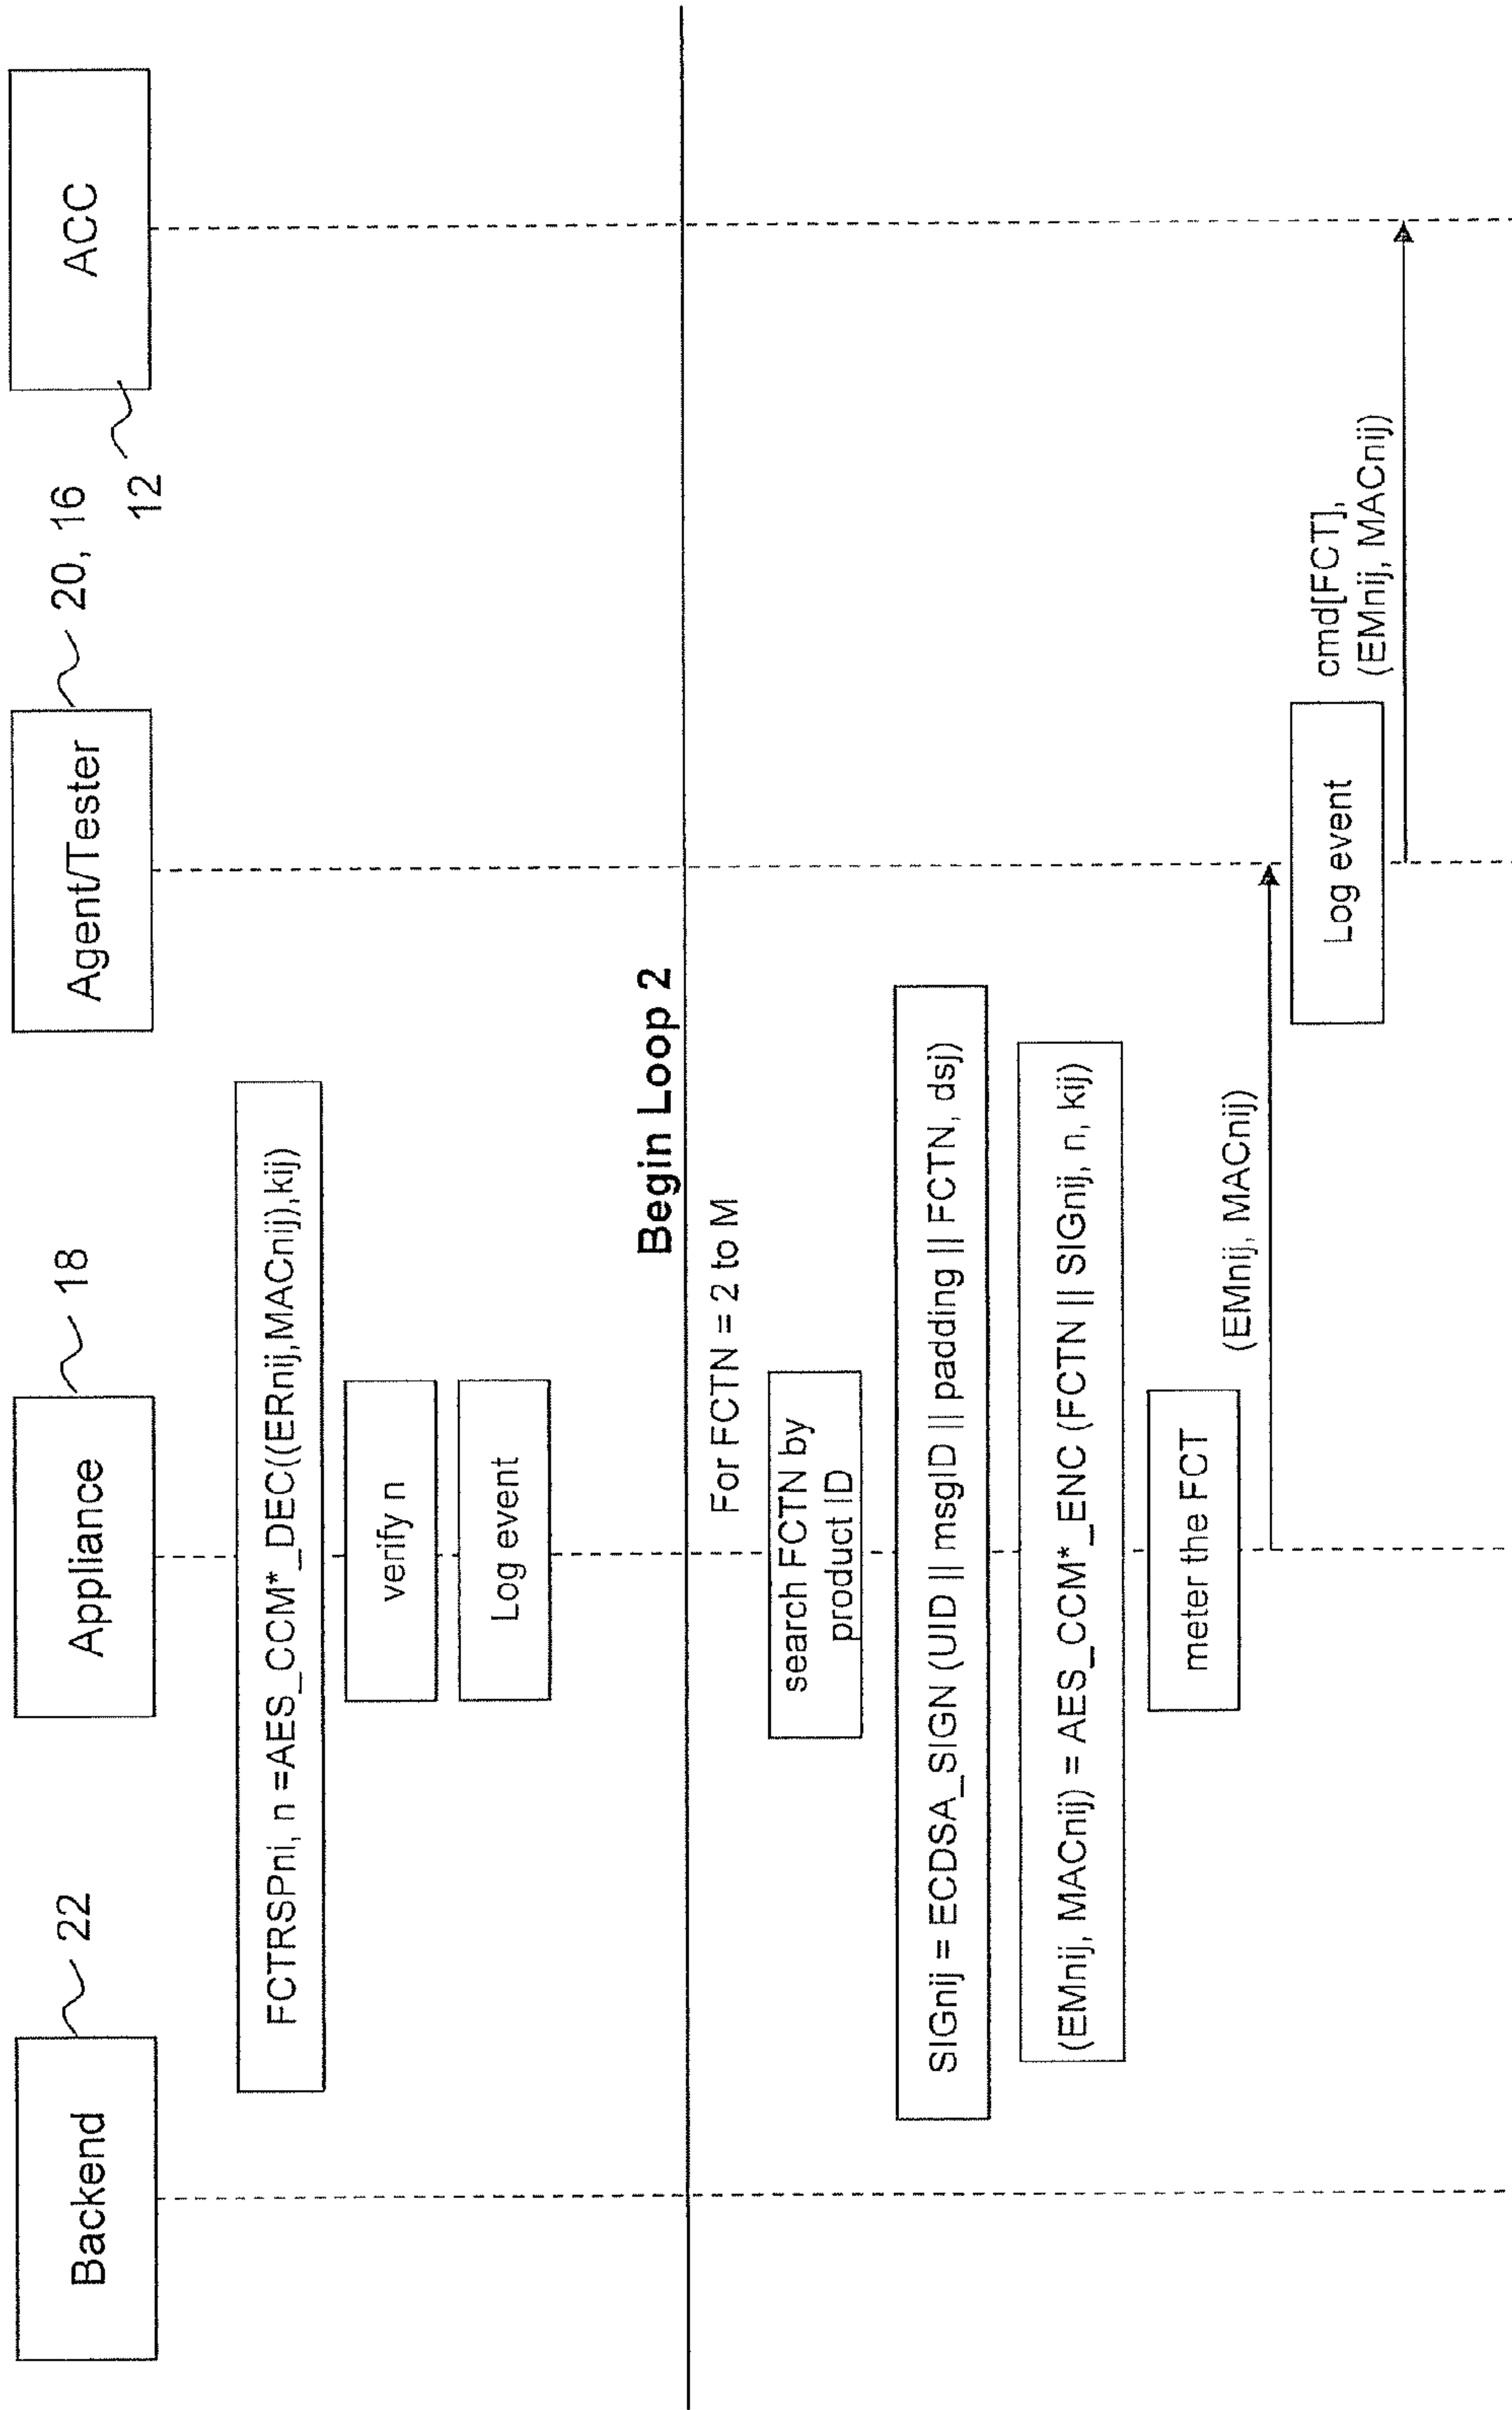 Backend
22
Appliance
18
Agent/Tester
20, 16
ACC
12
FCTRSPni, n =AES_CCM*_DEC((ERnij,MACnij),kij)
verify n
Log event
Begin Loop 2
For FCTN = 2 to M
search FCTN by
product ID
SIGnij = ECDSA_SIGN (UID || msgID || padding || FCTN, dsj)
(EMnij, MACnij) = AES_CCM*_ENC (FCTN || SIGnij, n, kij)
meter the FCT
(EMnij, MACnij)
Log event
cmd[FCT],
(EMnij, MACnij)